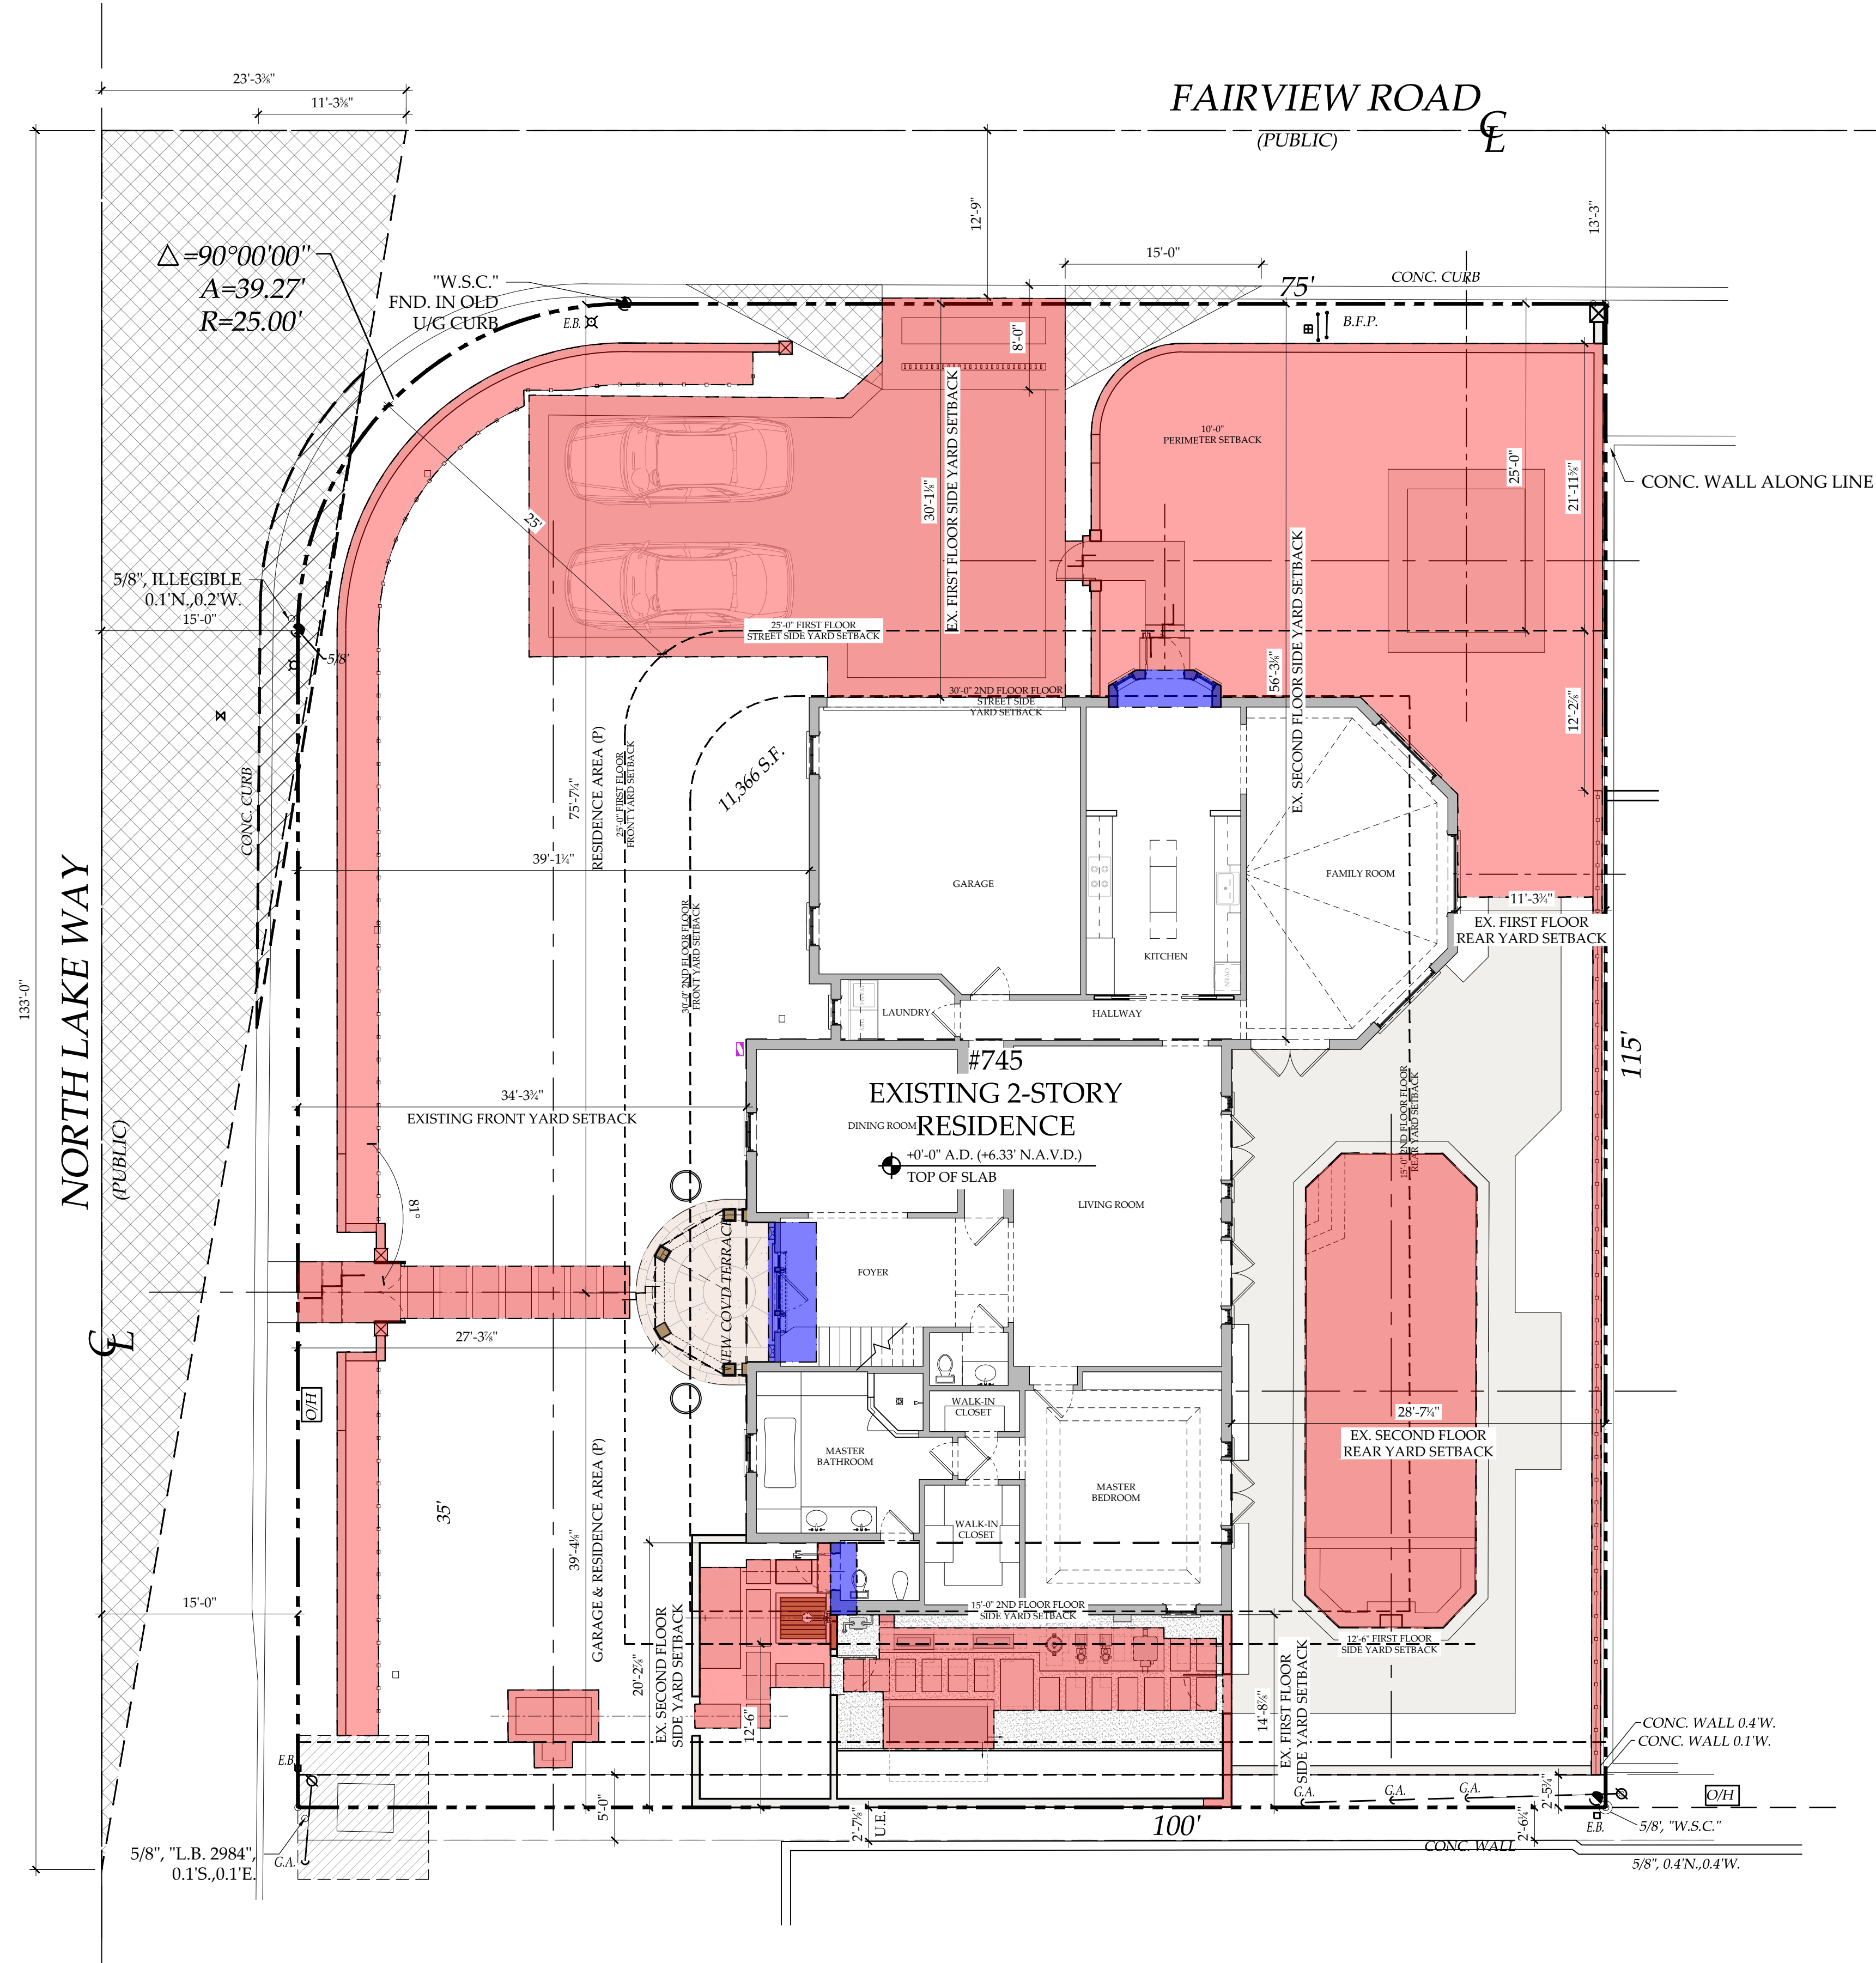 23'-3⅜"
11'-3⅝"
FAIRVIEW ROAD
(PUBLIC)
℄
12'-9"
13'-3"
△=90°00'00"
A=39.27'
R=25.00'
"W.S.C."
FND. IN OLD
U/G CURB
E.B.
15'-0"
75'
CONC. CURB
B.F.P.
8'-0"
10'-0"
PERIMETER SETBACK
EX. FIRST FLOOR SIDE YARD SETBACK
30'-1⅛"
25'-0"
21'-11⅝"
CONC. WALL ALONG LINE
25'
5/8", ILLEGIBLE
0.1'N.,0.2'W.
15'-0"
5/8'
25'-0" FIRST FLOOR
STREET SIDE YARD SETBACK
56'-3⅛"
EX. SECOND FLOOR SIDE YARD SETBACK
12'-2⅞"
30'-0" 2ND FLOOR FLOOR
STREET SIDE
YARD SETBACK
11,366 S.F.
75'-7¼"
RESIDENCE AREA (P)
25'-0" FIRST FLOOR
FRONT YARD SETBACK
CONC. CURB
39'-1¼"
GARAGE
FAMILY ROOM
KITCHEN
OVEN
11'-3¾"
EX. FIRST FLOOR
REAR YARD SETBACK
30'-0" 2ND FLOOR FLOOR
FRONT YARD SETBACK
133'-0"
NORTH LAKE WAY
(PUBLIC)
℄
LAUNDRY
HALLWAY
#745
EXISTING 2-STORY
RESIDENCE
+0'-0" A.D. (+6.33' N.A.V.D.)
TOP OF SLAB
DINING ROOM
LIVING ROOM
34'-3¾"
EXISTING FRONT YARD SETBACK
15'-0" 2ND FLOOR FLOOR
REAR YARD SETBACK
115'
81°
NEW COV'D TERRACE
FOYER
27'-3⅞"
O/H
WALK-IN
CLOSET
28'-7¼"
EX. SECOND FLOOR
REAR YARD SETBACK
MASTER
BATHROOM
MASTER
BEDROOM
WALK-IN
CLOSET
35'
39'-4⅛"
GARAGE & RESIDENCE AREA (P)
15'-0"
20'-2⅞"
EX. SECOND FLOOR
SIDE YARD SETBACK
12'-6"
15'-0" 2ND FLOOR FLOOR
SIDE YARD SETBACK
12'-6" FIRST FLOOR
SIDE YARD SETBACK
14'-8⅞"
EX. FIRST FLOOR
SIDE YARD SETBACK
CONC. WALL 0.4'W.
CONC. WALL 0.1'W.
E.B.
5'-0"
2'-7⅞"
U.E.
100'
G.A.
G.A.
G.A.
2'-5¾"
2'-6¼"
O/H
E.B.
5/8', "W.S.C."
5/8", "L.B. 2984",
0.1'S.,0.1'E.
G.A.
CONC. WALL
5/8", 0.4'N.,0.4'W.